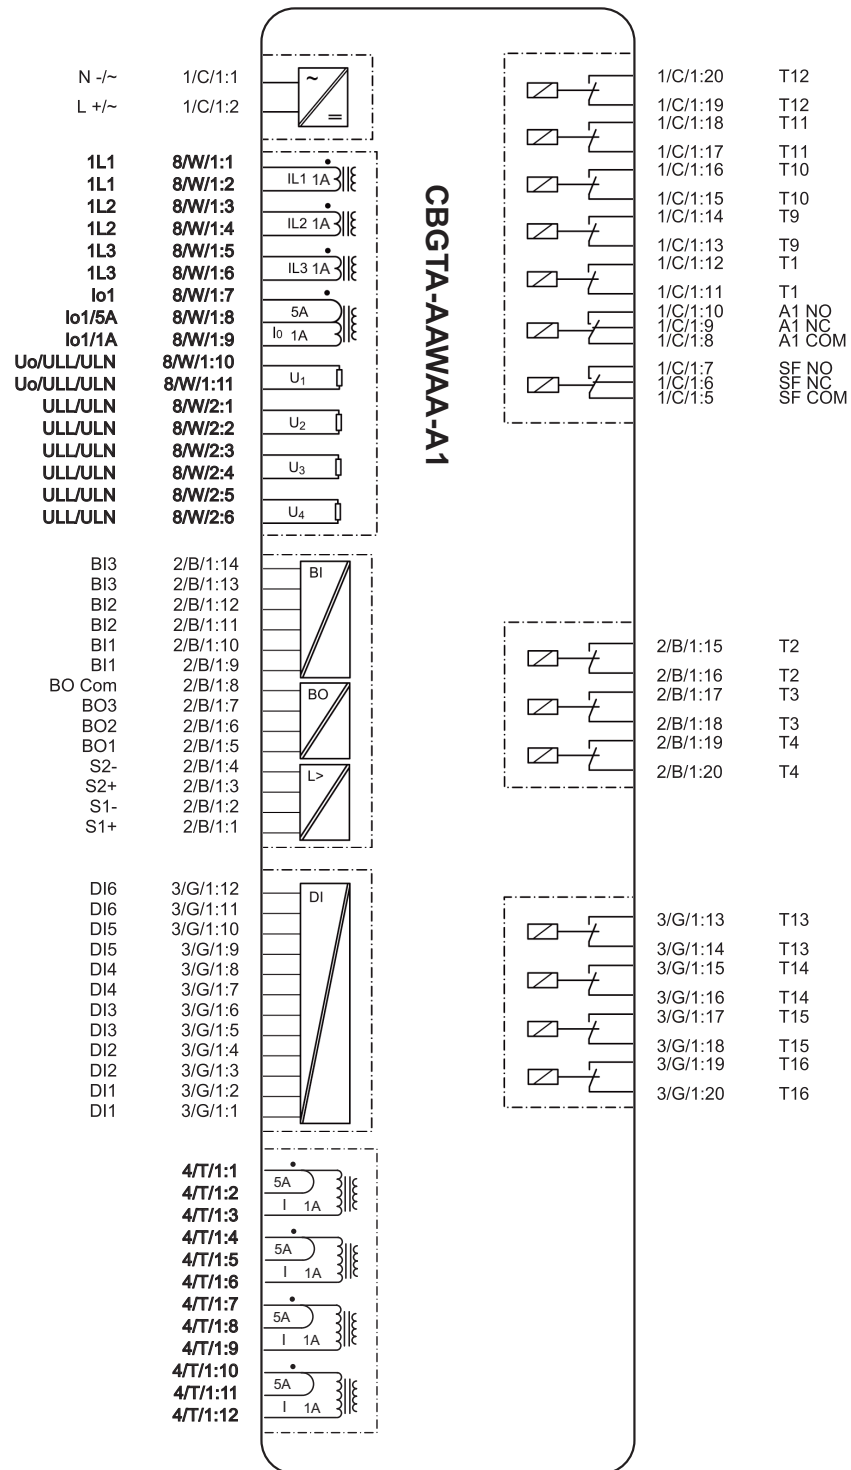 N -/~ 1/C/1:1
L +/~ 1/C/1:2
~
=
1L1 8/W/1:1
1L1 8/W/1:2
IL1 1A
1L2 8/W/1:3
1L2 8/W/1:4
IL2 1A
1L3 8/W/1:5
1L3 8/W/1:6
IL3 1A
Io1 8/W/1:7
Io1/5A 8/W/1:8
5A
Io1/1A 8/W/1:9
I0 1A
Uo/ULL/ULN 8/W/1:10
Uo/ULL/ULN 8/W/1:11
U1
ULL/ULN 8/W/2:1
ULL/ULN 8/W/2:2
U2
ULL/ULN 8/W/2:3
ULL/ULN 8/W/2:4
U3
ULL/ULN 8/W/2:5
ULL/ULN 8/W/2:6
U4
BI3 2/B/1:14
BI3 2/B/1:13
BI2 2/B/1:12
BI2 2/B/1:11
BI1 2/B/1:10
BI1 2/B/1:9
BI
BO Com 2/B/1:8
BO3 2/B/1:7
BO2 2/B/1:6
BO1 2/B/1:5
BO
S2- 2/B/1:4
S2+ 2/B/1:3
S1- 2/B/1:2
S1+ 2/B/1:1
L>
DI6 3/G/1:12
DI6 3/G/1:11
DI5 3/G/1:10
DI5 3/G/1:9
DI4 3/G/1:8
DI4 3/G/1:7
DI3 3/G/1:6
DI3 3/G/1:5
DI2 3/G/1:4
DI2 3/G/1:3
DI1 3/G/1:2
DI1 3/G/1:1
DI
4/T/1:1
4/T/1:2
4/T/1:3
5A
I 1A
4/T/1:4
4/T/1:5
4/T/1:6
5A
I 1A
4/T/1:7
4/T/1:8
4/T/1:9
5A
I 1A
4/T/1:10
4/T/1:11
4/T/1:12
5A
I 1A
CBGTA-AAWAA-A1
1/C/1:20 T12
1/C/1:19 T12
1/C/1:18 T11
1/C/1:17 T11
1/C/1:16 T10
1/C/1:15 T10
1/C/1:14 T9
1/C/1:13 T9
1/C/1:12 T1
1/C/1:11 T1
1/C/1:10 A1 NO
1/C/1:9 A1 NC
1/C/1:8 A1 COM
1/C/1:7 SF NO
1/C/1:6 SF NC
1/C/1:5 SF COM
2/B/1:15 T2
2/B/1:16 T2
2/B/1:17 T3
2/B/1:18 T3
2/B/1:19 T4
2/B/1:20 T4
3/G/1:13 T13
3/G/1:14 T13
3/G/1:15 T14
3/G/1:16 T14
3/G/1:17 T15
3/G/1:18 T15
3/G/1:19 T16
3/G/1:20 T16